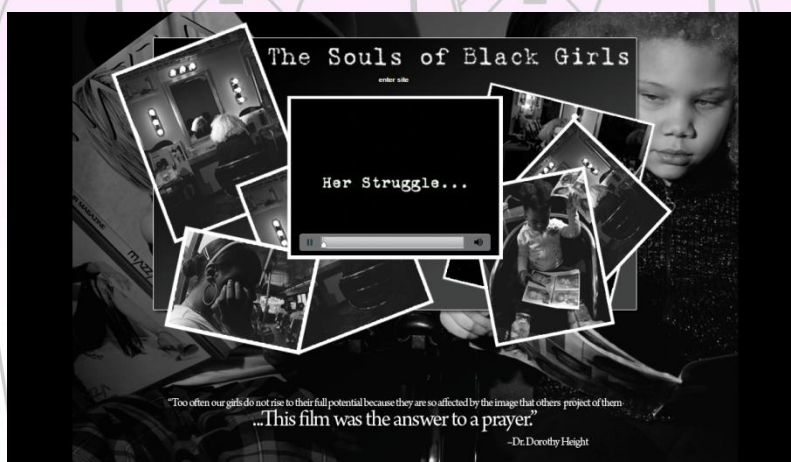 The Souls of Black Girls
enter site
Her Struggle...
MAGAZINE
"Too often our girls do not rise to their full potential because they are so affected by the image that others project of them
...This film was the answer to a prayer."
–Dr. Dorothy Height